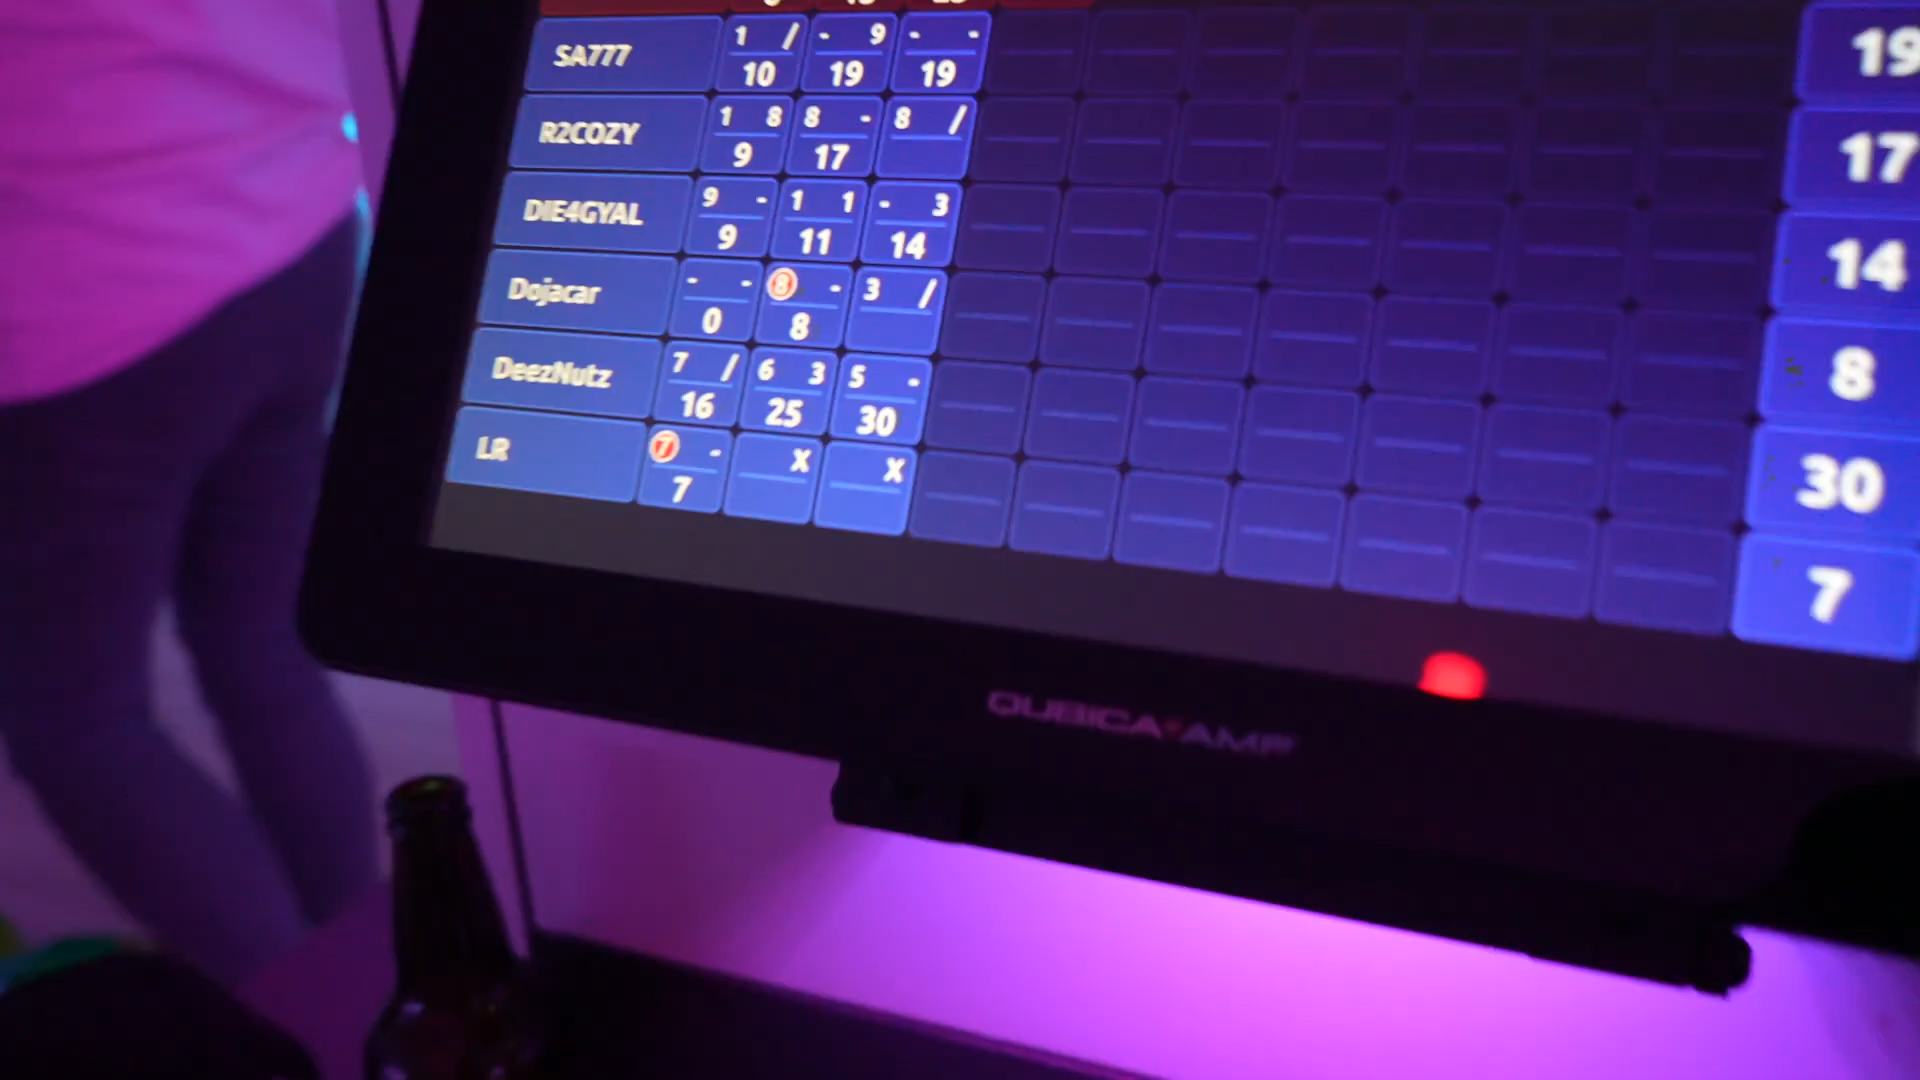 SA777 1 / - 9 - - 19
10 19 19
R2COZY 1 8 8 - 8 / 17
9 17
DIE4GYAL 9 - 1 1 - 3 14
9 11 14
Dojacar - - 8 - 3 / 8
0 8
DeezNutz 7 / 6 3 5 - 30
16 25 30
LR 7 - X X 7
7
QUBICA AMF